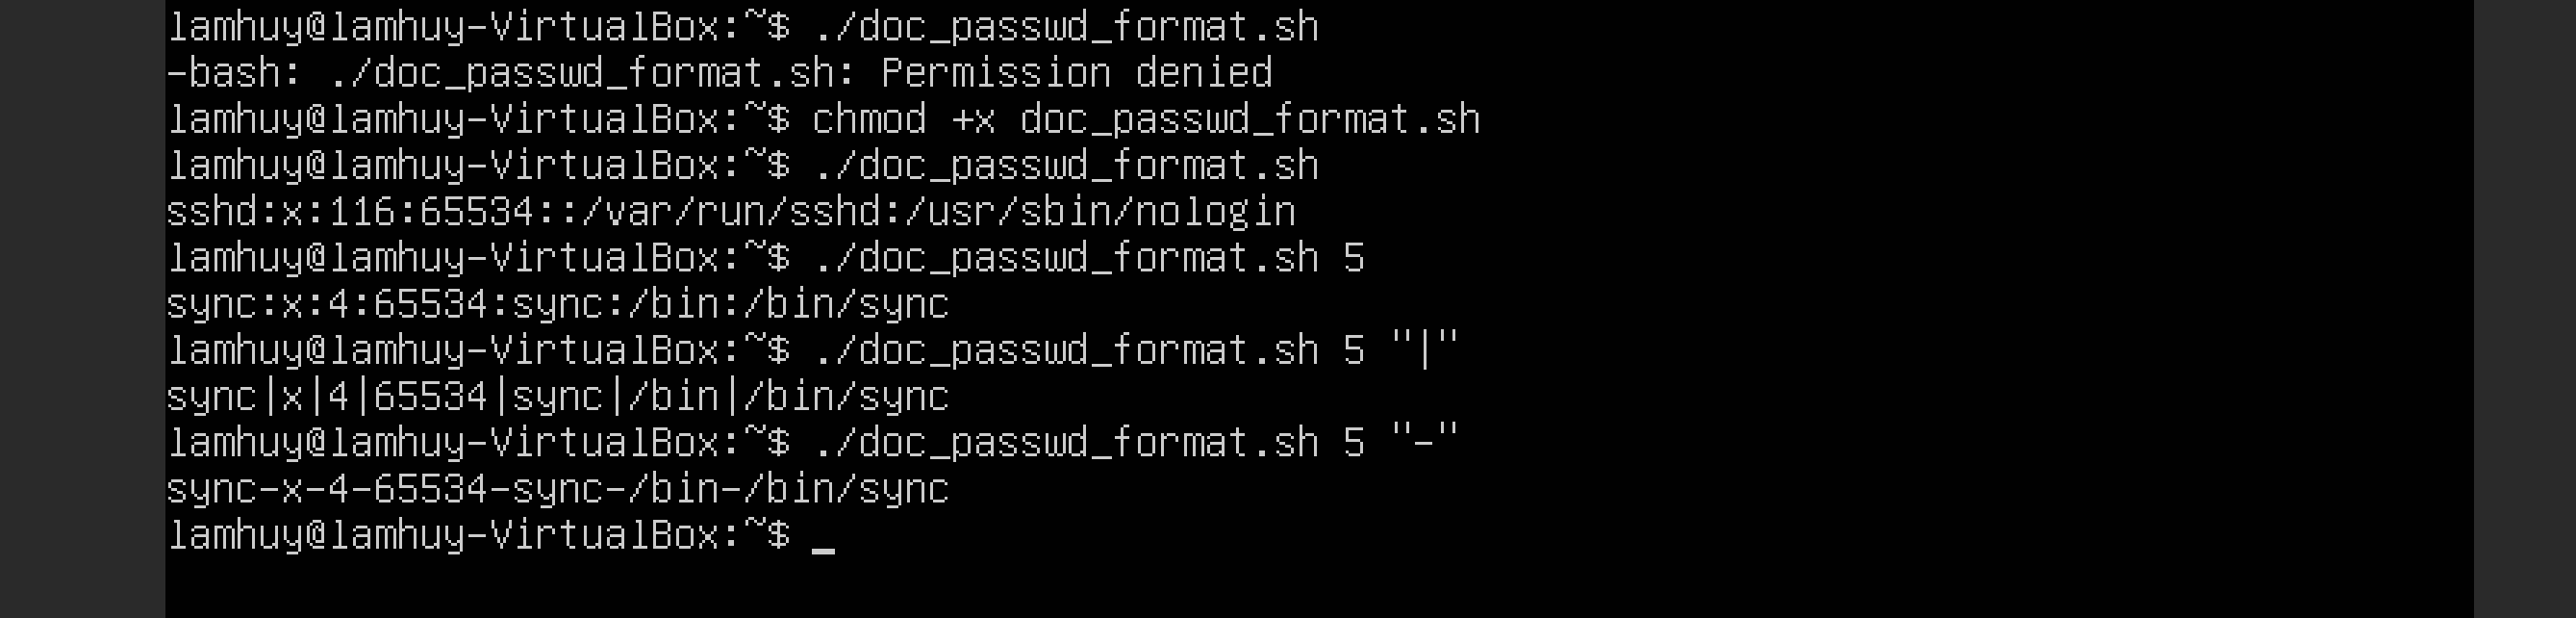 lamhuy@lamhuy-VirtualBox:~$ ./doc_passwd_format.sh
-bash: ./doc_passwd_format.sh: Permission denied
lamhuy@lamhuy-VirtualBox:~$ chmod +x doc_passwd_format.sh
lamhuy@lamhuy-VirtualBox:~$ ./doc_passwd_format.sh
sshd:x:116:65534::/var/run/sshd:/usr/sbin/nologin
lamhuy@lamhuy-VirtualBox:~$ ./doc_passwd_format.sh 5
sync:x:4:65534:sync:/bin:/bin/sync
lamhuy@lamhuy-VirtualBox:~$ ./doc_passwd_format.sh 5 "|"
sync|x|4|65534|sync|/bin|/bin/sync
lamhuy@lamhuy-VirtualBox:~$ ./doc_passwd_format.sh 5 "-"
sync-x-4-65534-sync-/bin-/bin/sync
lamhuy@lamhuy-VirtualBox:~$ _